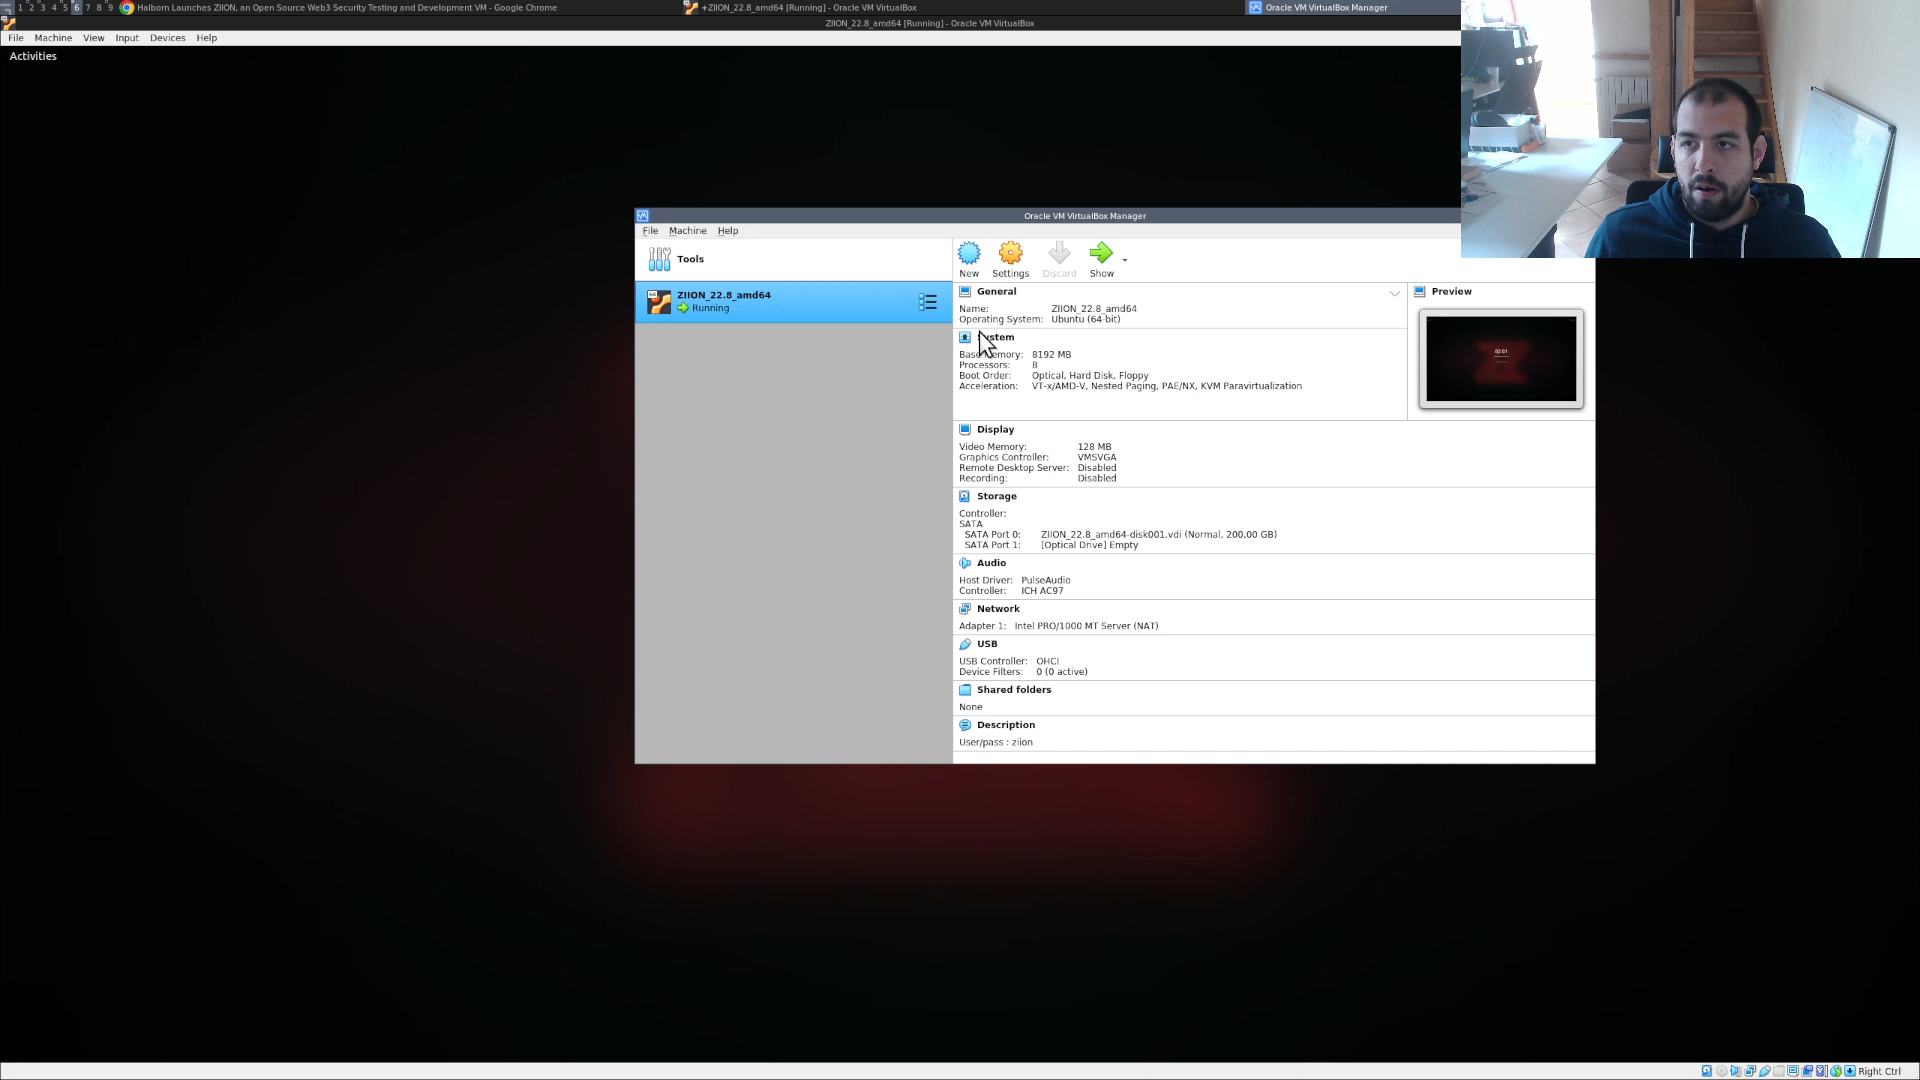 1 2 3 4 5 6 7 8 9 Halborn Launches ZIION, an Open Source Web3 Security Testing and Development VM - Google Chrome
+ZIION_22.8_amd64 [Running] - Oracle VM VirtualBox
Oracle VM VirtualBox Manager
ZIION_22.8_amd64 [Running] - Oracle VM VirtualBox
File Machine View Input Devices Help
Activities
Oracle VM VirtualBox Manager
File Machine Help
Tools
New Settings Discard Show
ZIION_22.8_amd64
Running
General
Name: ZIION_22.8_amd64
Operating System: Ubuntu (64-bit)
Preview
02:01
System
Base Memory: 8192 MB
Processors: 8
Boot Order: Optical, Hard Disk, Floppy
Acceleration: VT-x/AMD-V, Nested Paging, PAE/NX, KVM Paravirtualization
Display
Video Memory: 128 MB
Graphics Controller: VMSVGA
Remote Desktop Server: Disabled
Recording: Disabled
Storage
Controller:
SATA
SATA Port 0: ZIION_22.8_amd64-disk001.vdi (Normal, 200,00 GB)
SATA Port 1: [Optical Drive] Empty
Audio
Host Driver: PulseAudio
Controller: ICH AC97
Network
Adapter 1: Intel PRO/1000 MT Server (NAT)
USB
USB Controller: OHCI
Device Filters: 0 (0 active)
Shared folders
None
Description
User/pass : ziion
Right Ctrl